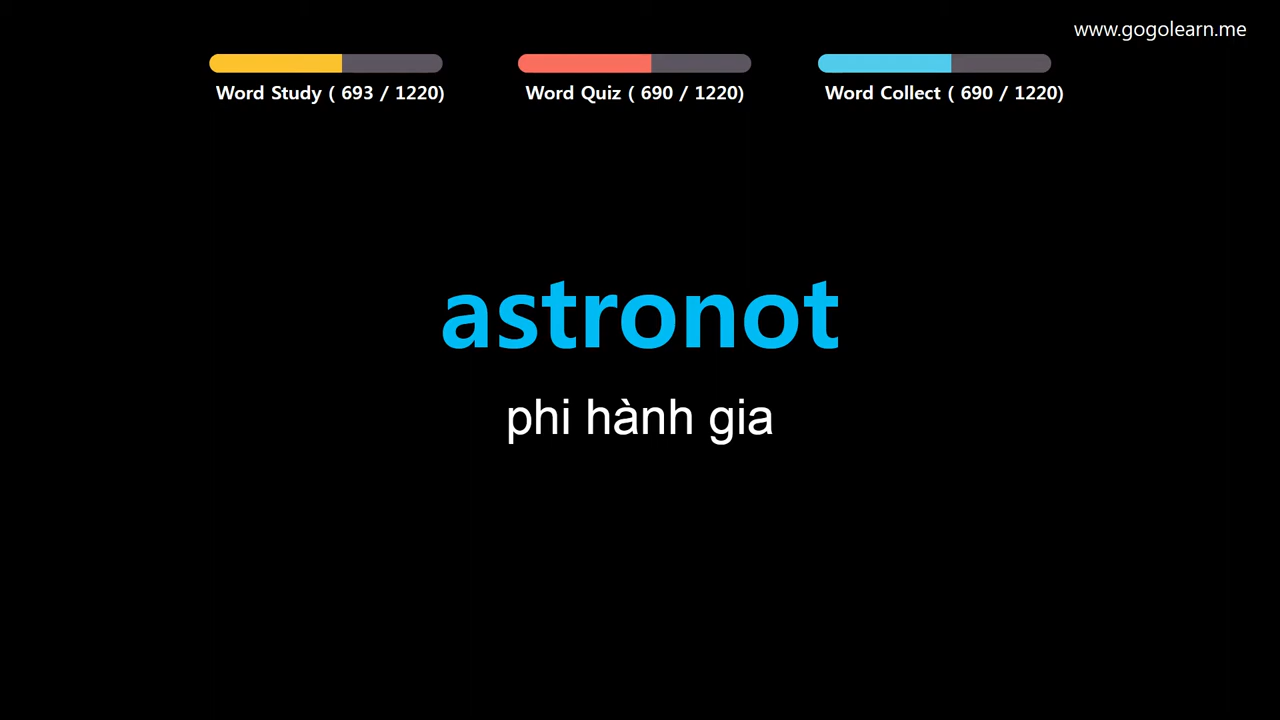 www.gogolearn.me
Word Study ( 693 / 1220)
Word Quiz ( 690 / 1220)
Word Collect ( 690 / 1220)
astronot
phi hành gia